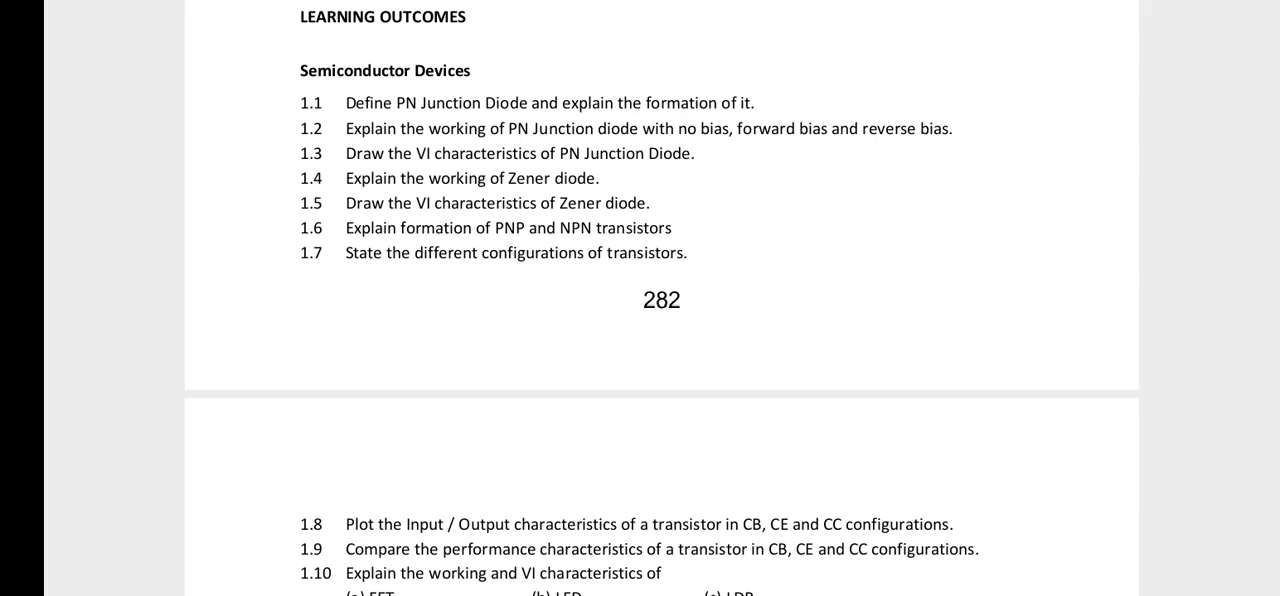 LEARNING OUTCOMES
Semiconductor Devices
1.1 Define PN Junction Diode and explain the formation of it.
1.2 Explain the working of PN Junction diode with no bias, forward bias and reverse bias.
1.3 Draw the VI characteristics of PN Junction Diode.
1.4 Explain the working of Zener diode.
1.5 Draw the VI characteristics of Zener diode.
1.6 Explain formation of PNP and NPN transistors
1.7 State the different configurations of transistors.
282
1.8 Plot the Input / Output characteristics of a transistor in CB, CE and CC configurations.
1.9 Compare the performance characteristics of a transistor in CB, CE and CC configurations.
1.10 Explain the working and VI characteristics of
(a) FET (b) LED (c) LDR